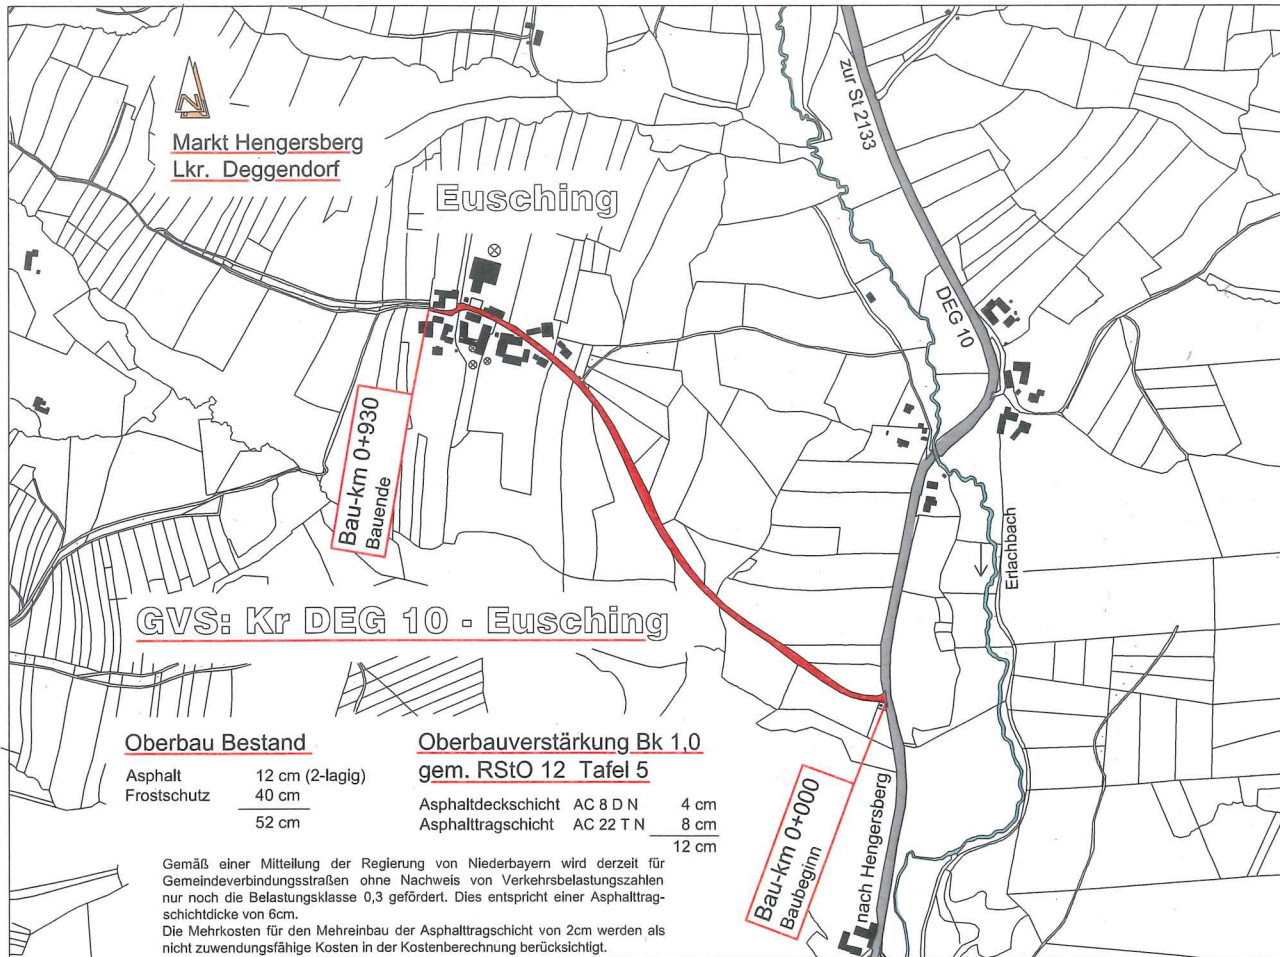 N
Markt Hengersberg
Lkr. Deggendorf
Eusching
zur St 2133
DEG 10
Bau-km 0+930
Bauende
Erlachbach
GVS: Kr DEG 10 - Eusching
Oberbau Bestand
Asphalt 12 cm (2-lagig)
Frostschutz 40 cm
52 cm
Oberbauverstärkung Bk 1,0
gem. RStO 12 Tafel 5
Asphaltdeckschicht AC 8 D N 4 cm
Asphalttragschicht AC 22 T N 8 cm
12 cm
Bau-km 0+000
Baubeginn
nach Hengersberg
Gemäß einer Mitteilung der Regierung von Niederbayern wird derzeit für
Gemeindeverbindungsstraßen ohne Nachweis von Verkehrsbelastungszahlen
nur noch die Belastungsklasse 0,3 gefördert. Dies entspricht einer Asphalttrag-
schichtdicke von 6cm.
Die Mehrkosten für den Mehreinbau der Asphalttragschicht von 2cm werden als
nicht zuwendungsfähige Kosten in der Kostenberechnung berücksichtigt.